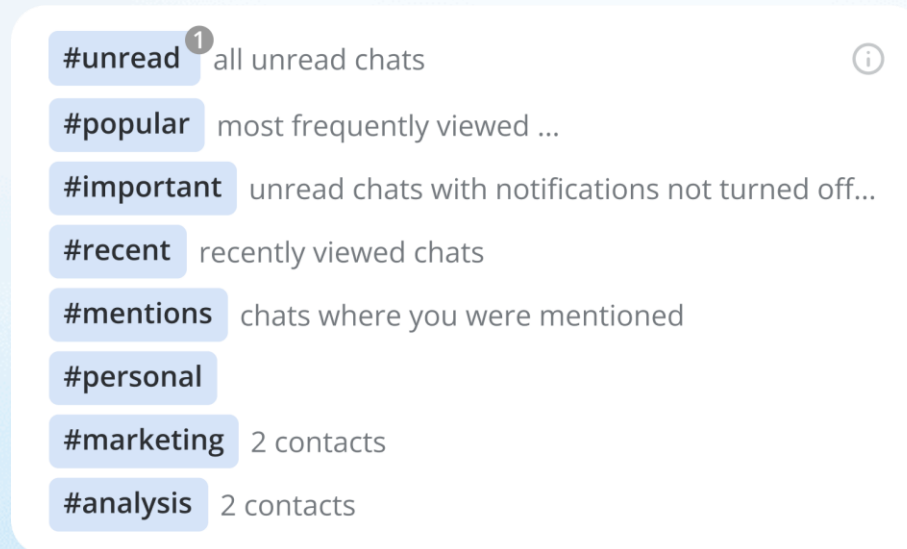 #unread 1 all unread chats
#popular most frequently viewed ...
#important unread chats with notifications not turned off...
#recent recently viewed chats
#mentions chats where you were mentioned
#personal
#marketing 2 contacts
#analysis 2 contacts